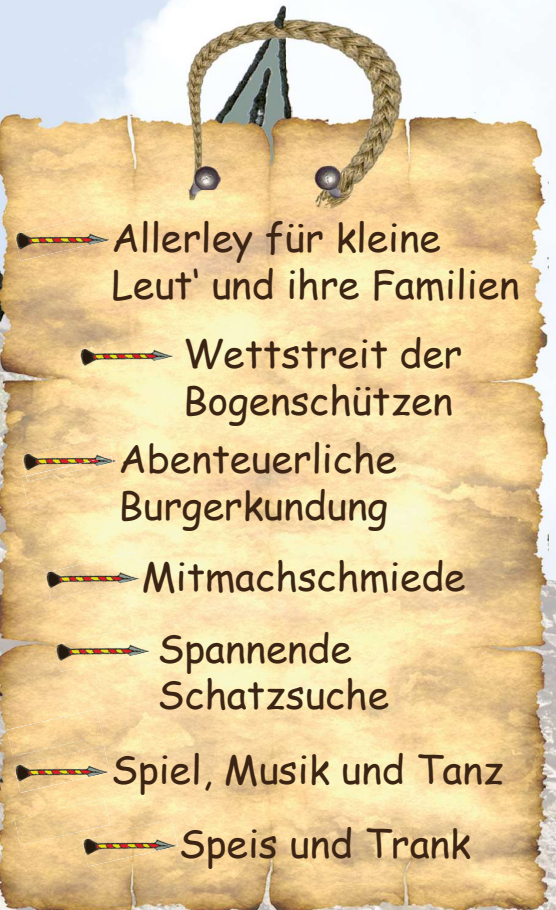 Allerley für kleine
Leut' und ihre Familien
Wettstreit der
Bogenschützen
Abenteuerliche
Burgerkundung
Mitmachschmiede
Spannende
Schatzsuche
Spiel, Musik und Tanz
Speis und Trank